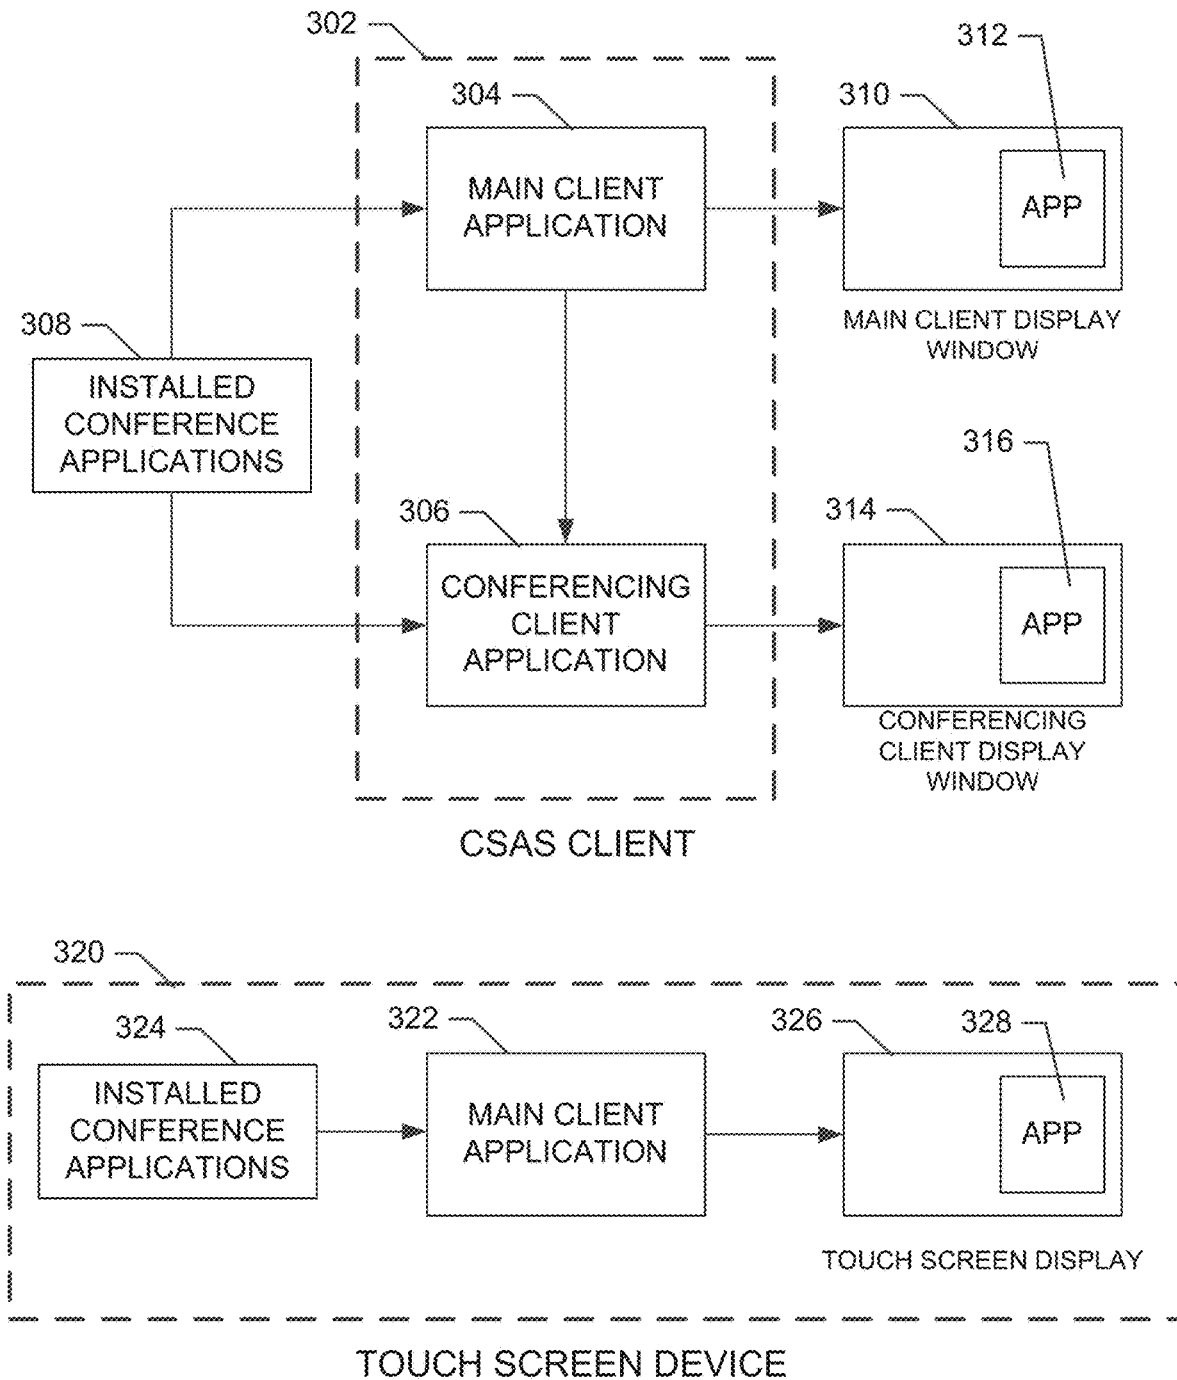 302
312
304
310
MAIN CLIENT
APPLICATION
APP
308
MAIN CLIENT DISPLAY
WINDOW
INSTALLED
CONFERENCE
APPLICATIONS
316
306
314
CONFERENCING
CLIENT
APPLICATION
APP
CONFERENCING
CLIENT DISPLAY
WINDOW
CSAS CLIENT
320
324
322
326
328
INSTALLED
CONFERENCE
APPLICATIONS
MAIN CLIENT
APPLICATION
APP
TOUCH SCREEN DISPLAY
TOUCH SCREEN DEVICE